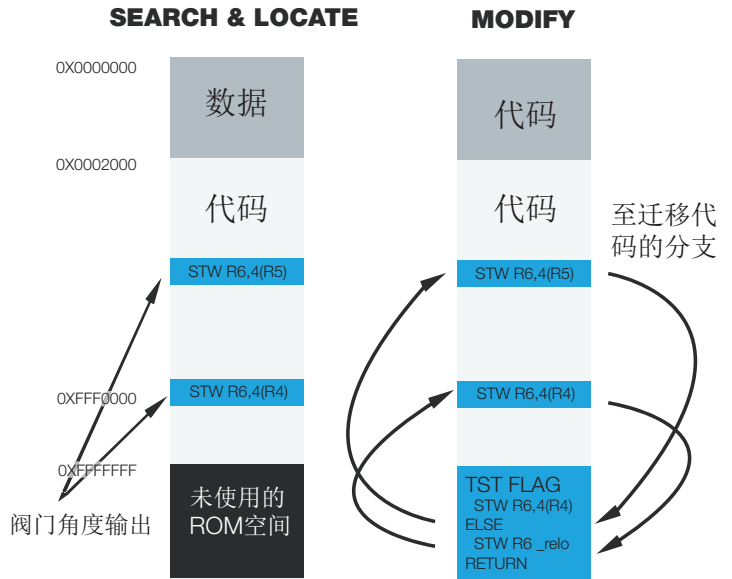 SEARCH & LOCATE
MODIFY
0X0000000
数据
代码
0X0002000
代码
代码
至迁移代
码的分支
STW R6,4(R5)
STW R6,4(R5)
STW R6,4(R4)
STW R6,4(R4)
0XFFF0000
0XFFFFFFF
未使用的
ROM空间
阀门角度输出
TST FLAG
STW R6,4(R4)
ELSE
STW R6 _relo
RETURN